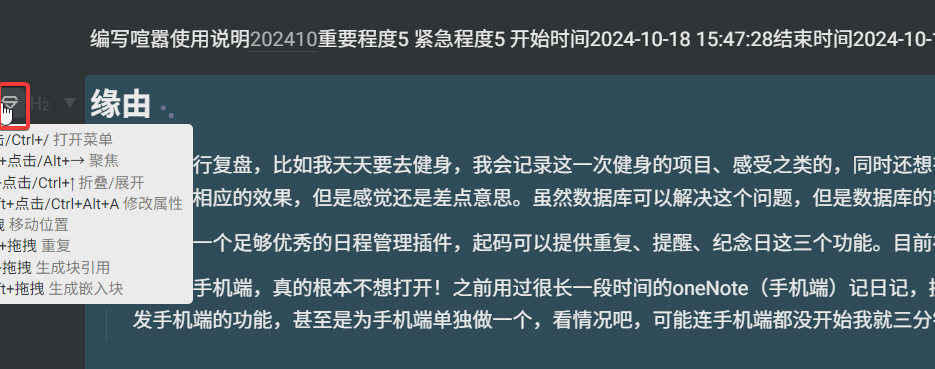 编写喧嚣使用说明202410重要程度5 紧急程度5 开始时间2024-10-18 15:47:28结束时间2024-10-
H2
缘由
击/Ctrl+/ 打开菜单
+点击/Alt+→ 聚焦
点击/Ctrl+↑ 折叠/展开
ft+点击/Ctrl+Alt+A 修改属性
拽 移动位置
+拖拽 重复
拖拽 生成块引用
ft+拖拽 生成嵌入块
行复盘，比如我天天要去健身，我会记录这一次健身的项目、感受之类的，同时还想
相应的效果，但是感觉还是差点意思。虽然数据库可以解决这个问题，但是数据库的
一个足够优秀的日程管理插件，起码可以提供重复、提醒、纪念日这三个功能。目前
手机端，真的根本不想打开！之前用过很长一段时间的oneNote（手机端）记日记，
发手机端的功能，甚至是为手机端单独做一个，看情况吧，可能连手机端都没开始我就三分